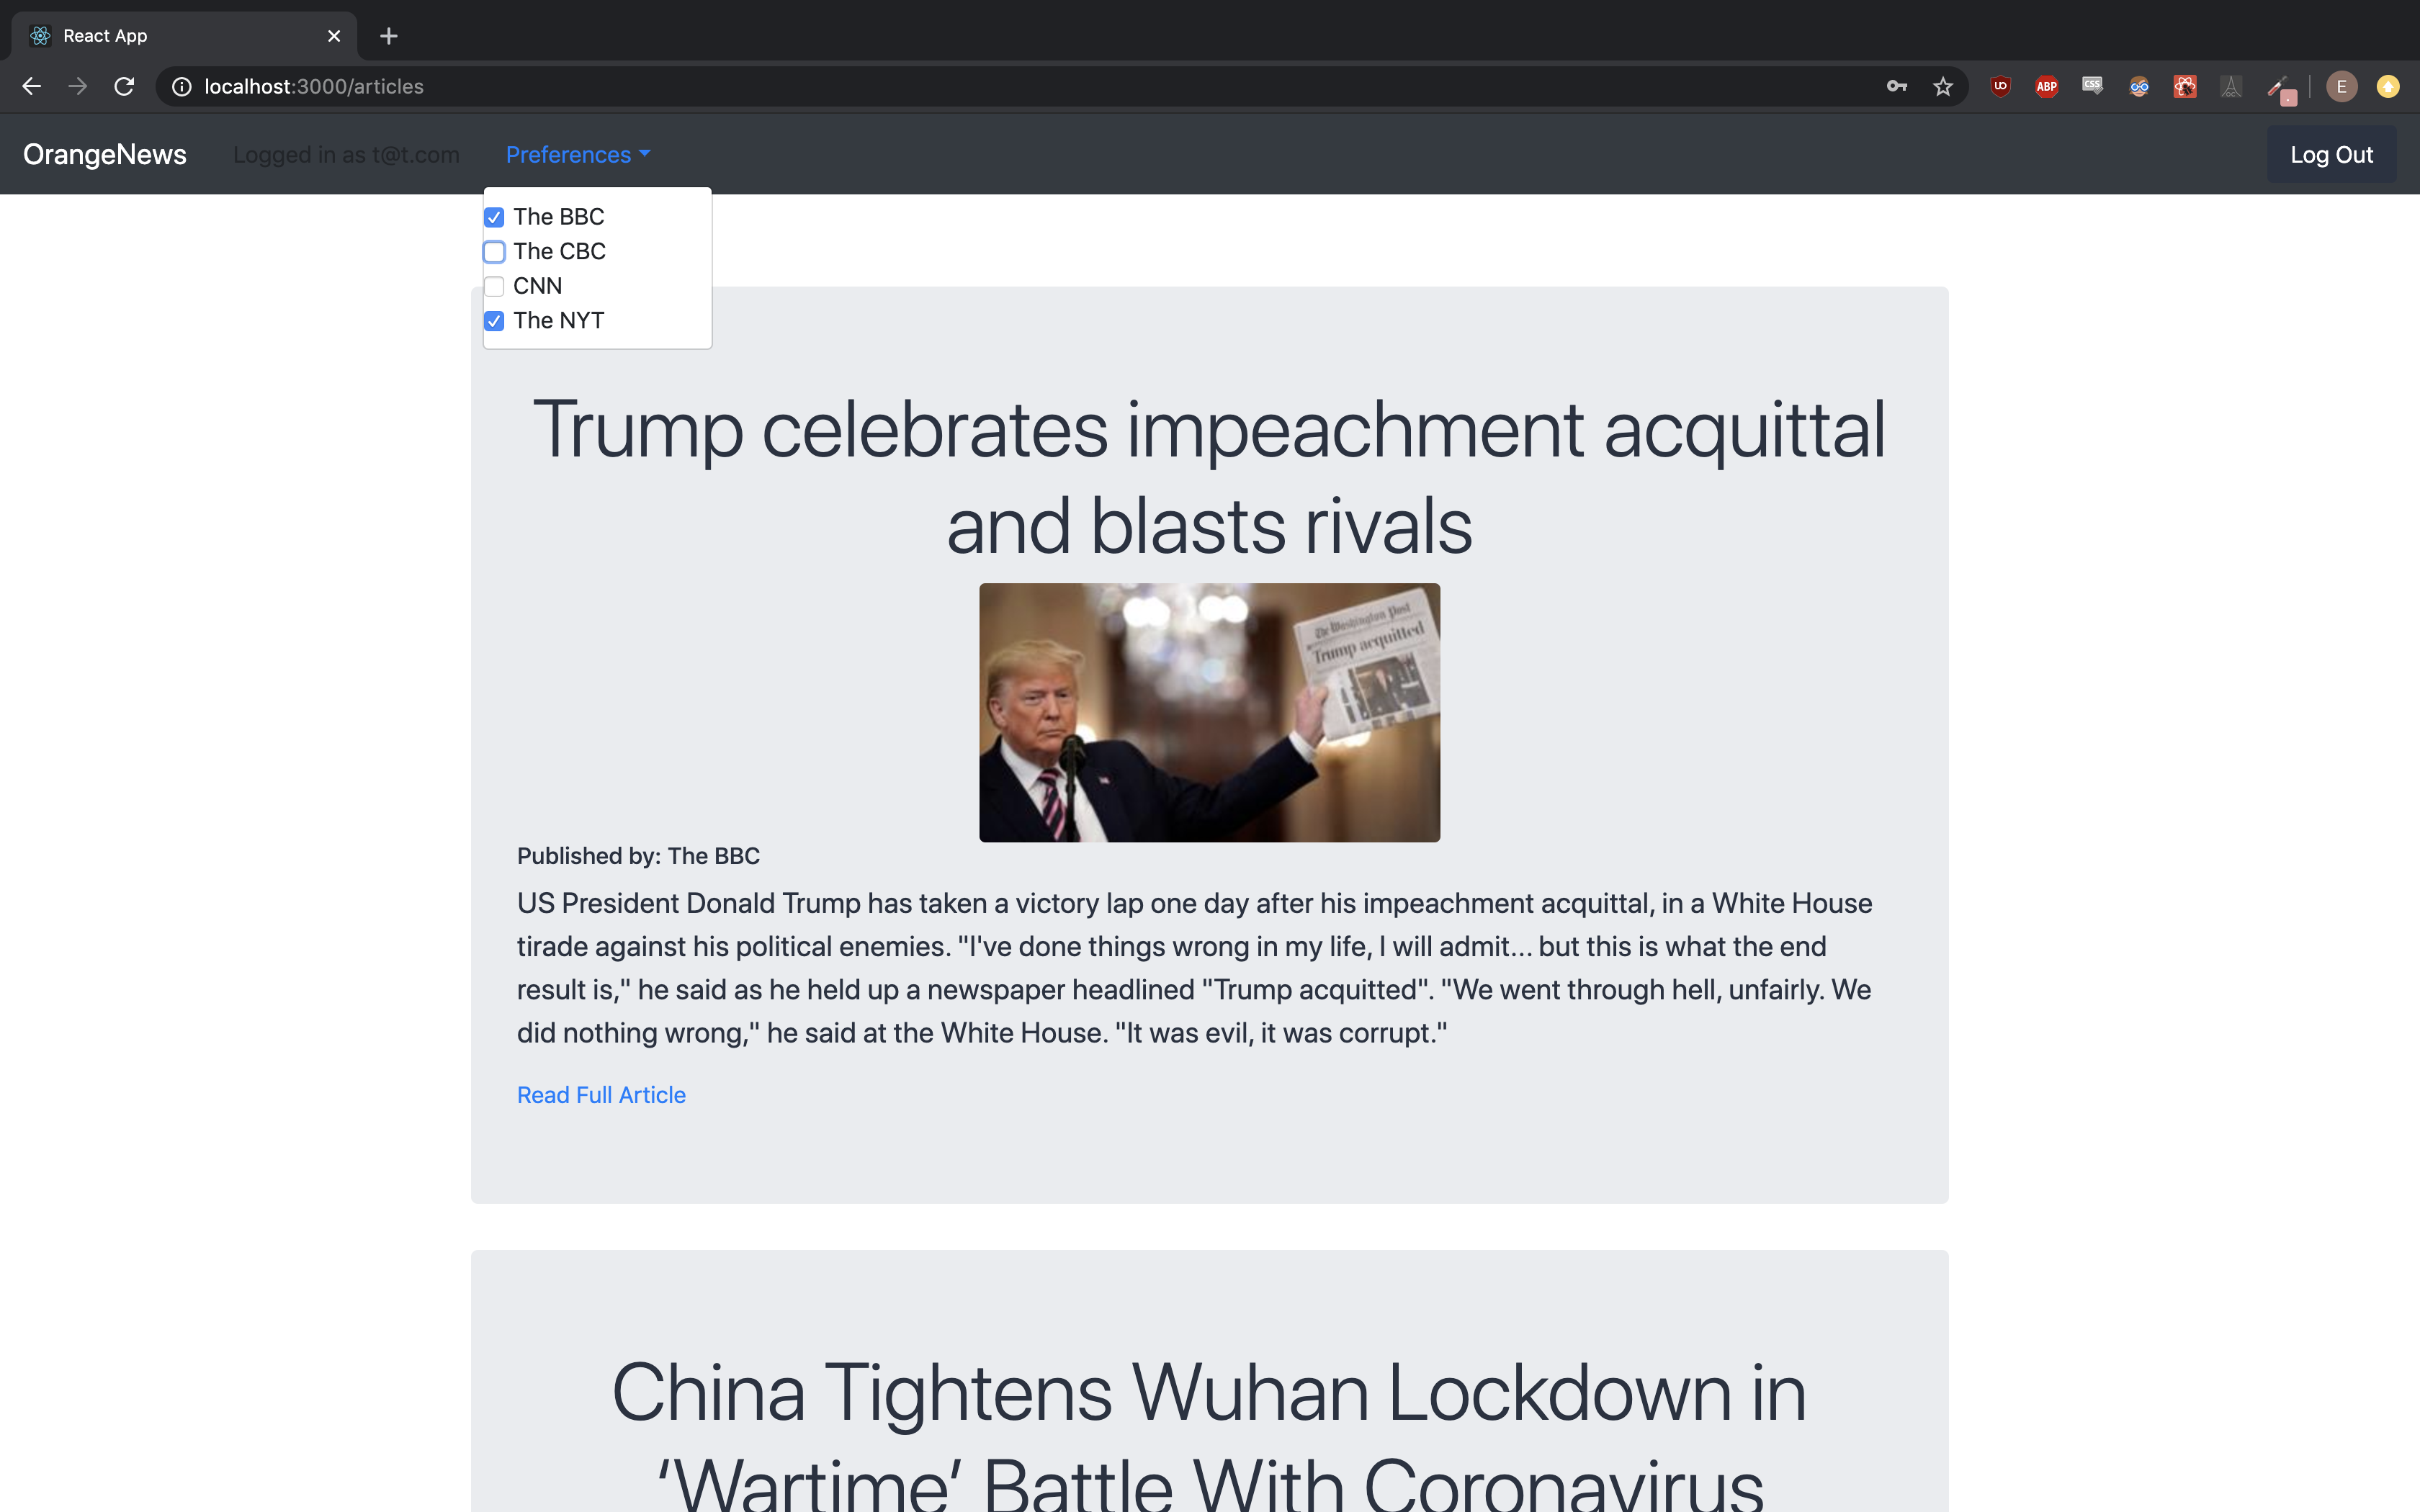 React App
localhost:3000/articles
UO ABP CSS E
OrangeNews Logged in as t@t.com Preferences Log Out
The BBC
The CBC
CNN
The NYT
Trump celebrates impeachment acquittal
and blasts rivals
The Washington Post
Trump acquitted
Published by: The BBC
US President Donald Trump has taken a victory lap one day after his impeachment acquittal, in a White House
tirade against his political enemies. "I've done things wrong in my life, I will admit... but this is what the end
result is," he said as he held up a newspaper headlined "Trump acquitted". "We went through hell, unfairly. We
did nothing wrong," he said at the White House. "It was evil, it was corrupt."
Read Full Article
China Tightens Wuhan Lockdown in
‘Wartime’ Battle With Coronavirus